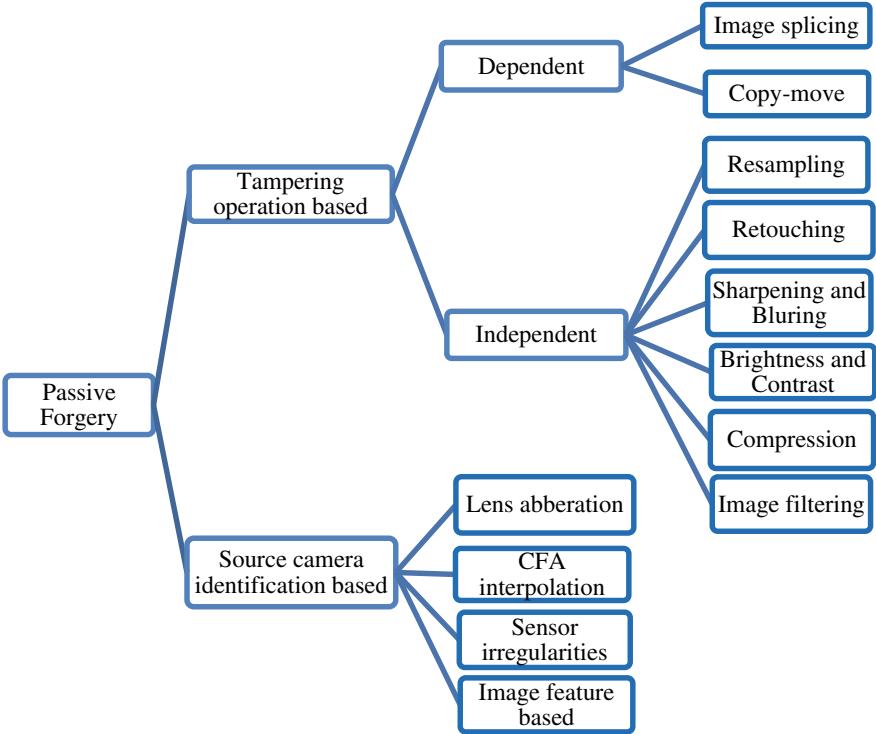 Passive
Forgery
Tampering
operation based
Dependent
Image splicing
Copy-move
Independent
Resampling
Retouching
Sharpening and
Bluring
Brightness and
Contrast
Compression
Image filtering
Source camera
identification based
Lens abberation
CFA
interpolation
Sensor
irregularities
Image feature
based